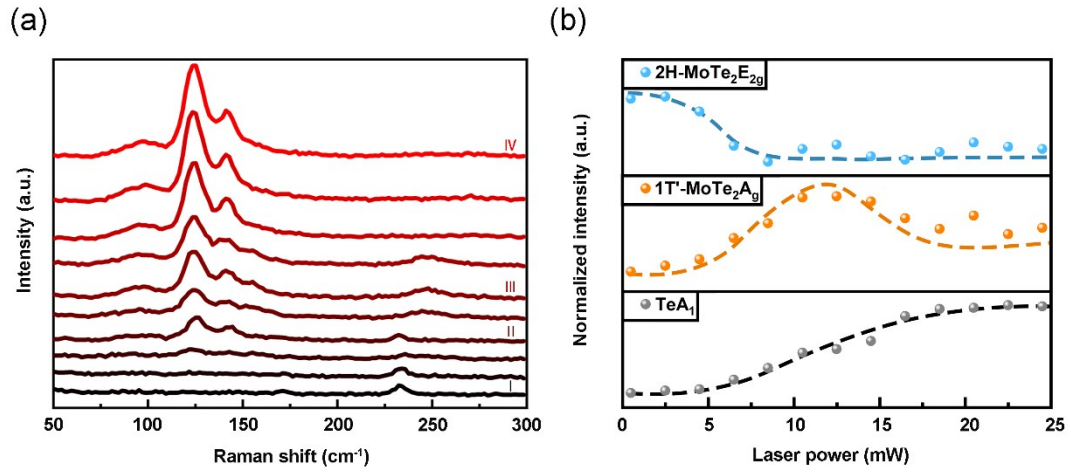 (a)
(b)
IV
III
II
I
Intensity (a.u.)
50 100 150 200 250 300
Raman shift (cm⁻¹)
2H-MoTe₂E₂g
1T'-MoTe₂Ag
TeA₁
Normalized intensity (a.u.)
0 5 10 15 20 25
Laser power (mW)